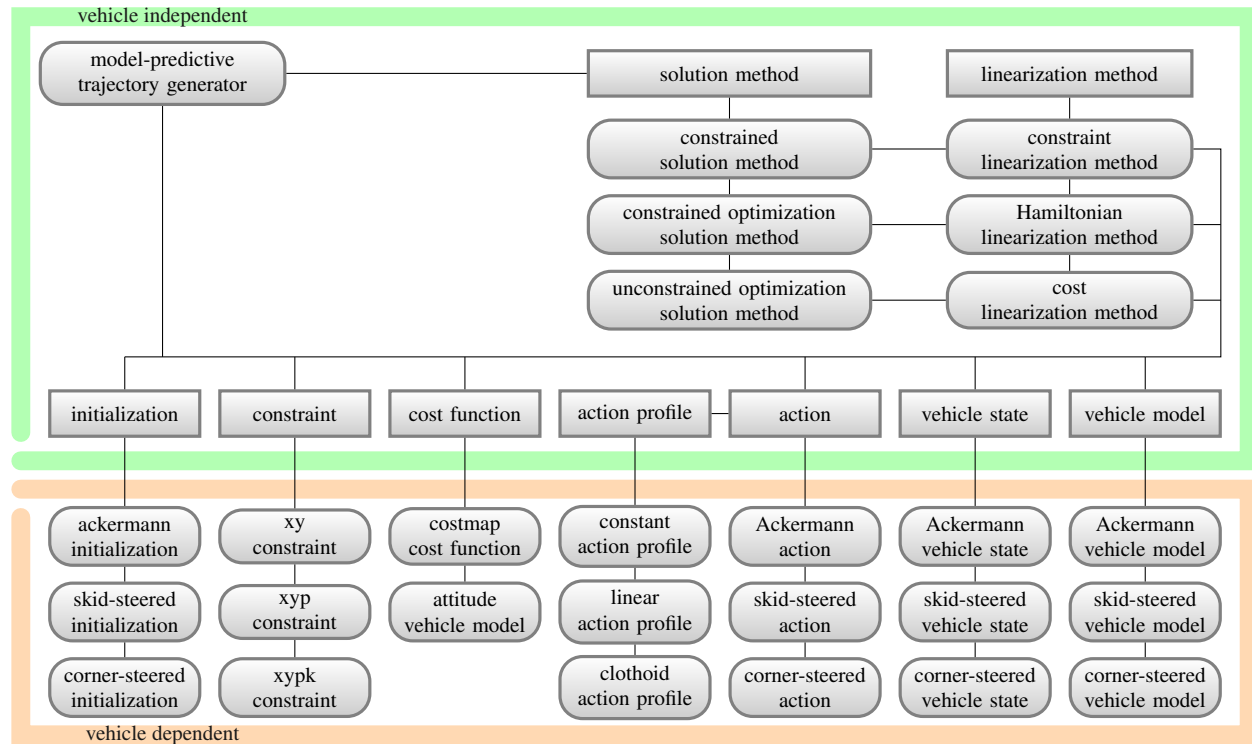 vehicle independent
model-predictive
trajectory generator
solution method
linearization method
constrained
solution method
constraint
linearization method
constrained optimization
solution method
Hamiltonian
linearization method
unconstrained optimization
solution method
cost
linearization method
initialization
constraint
cost function
action profile
action
vehicle state
vehicle model
ackermann
initialization
xy
constraint
costmap
cost function
constant
action profile
Ackermann
action
Ackermann
vehicle state
Ackermann
vehicle model
skid-steered
initialization
xyp
constraint
attitude
vehicle model
linear
action profile
skid-steered
action
skid-steered
vehicle state
skid-steered
vehicle model
corner-steered
initialization
xypk
constraint
clothoid
action profile
corner-steered
action
corner-steered
vehicle state
corner-steered
vehicle model
vehicle dependent